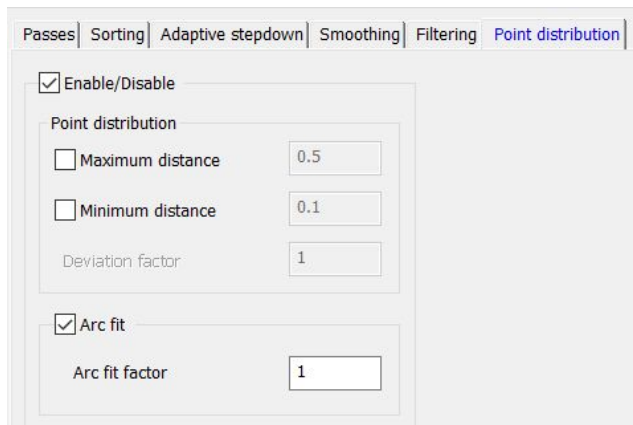 Passes Sorting Adaptive stepdown Smoothing Filtering Point distribution
Enable/Disable
Point distribution
Maximum distance 0.5
Minimum distance 0.1
Deviation factor 1
Arc fit
Arc fit factor 1